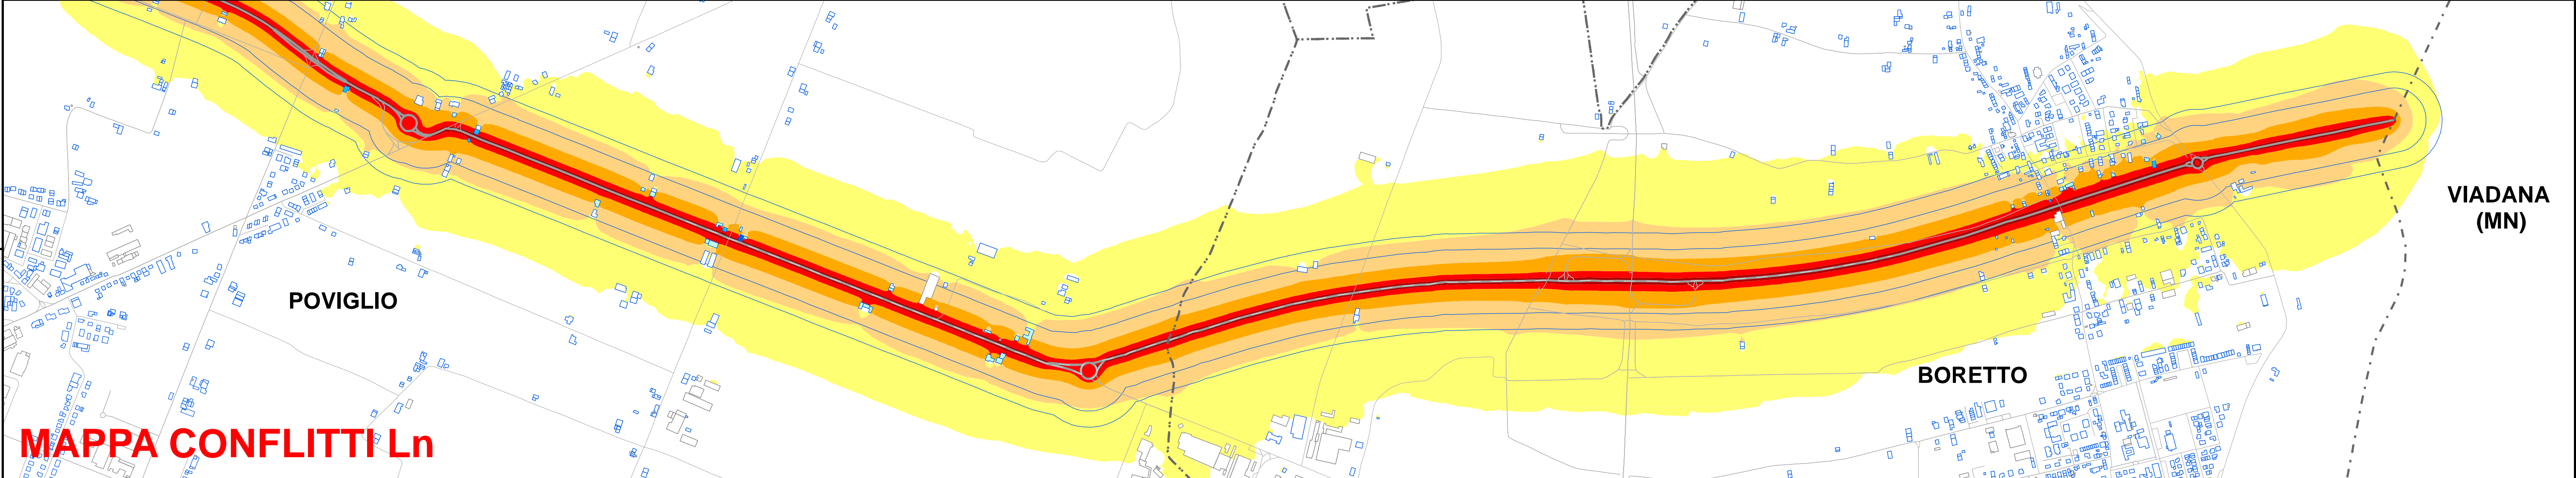 VIADANA
(MN)
POVIGLIO
BORETTO
MAPPA CONFLITTI Ln